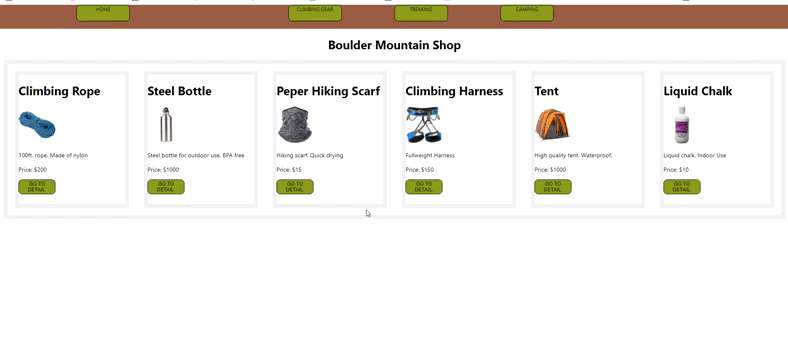 HOME
CLIMBING GEAR
TREKKING
CAMPING
Boulder Mountain Shop
Climbing Rope
100ft. rope. Made of nylon
Price: $200
GO TO
DETAIL
Steel Bottle
Steel bottle for outdoor use. BPA free
Price: $1000
GO TO
DETAIL
Peper Hiking Scarf
Hiking scarf. Quick drying
Price: $15
GO TO
DETAIL
Climbing Harness
Fullweight Harness
Price: $150
GO TO
DETAIL
Tent
High quality tent. Waterproof.
Price: $1000
GO TO
DETAIL
Liquid Chalk
Liquid chalk. Indoor Use
Price: $10
GO TO
DETAIL